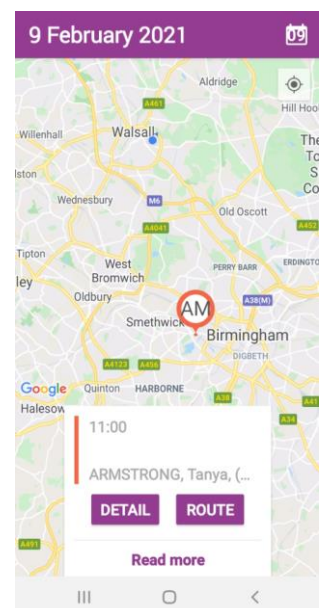 9 February 2021
09
Aldridge
A461
Hill Hoo
Willenhall
Walsall
The
To
S
Co
lston
Wednesbury
M6
Old Oscott
A4041
A452
Tipton
West
Bromwich
PERRY BARR
ERDINGTO
ley
Oldbury
AM
A38(M)
Smethwick
Birmingham
DIGBETH
A4123
A456
Google
Quinton
HARBORNE
A38
A41
Halesow
A34
11:00
ARMSTRONG, Tanya, (...
DETAIL
ROUTE
A491
Read more